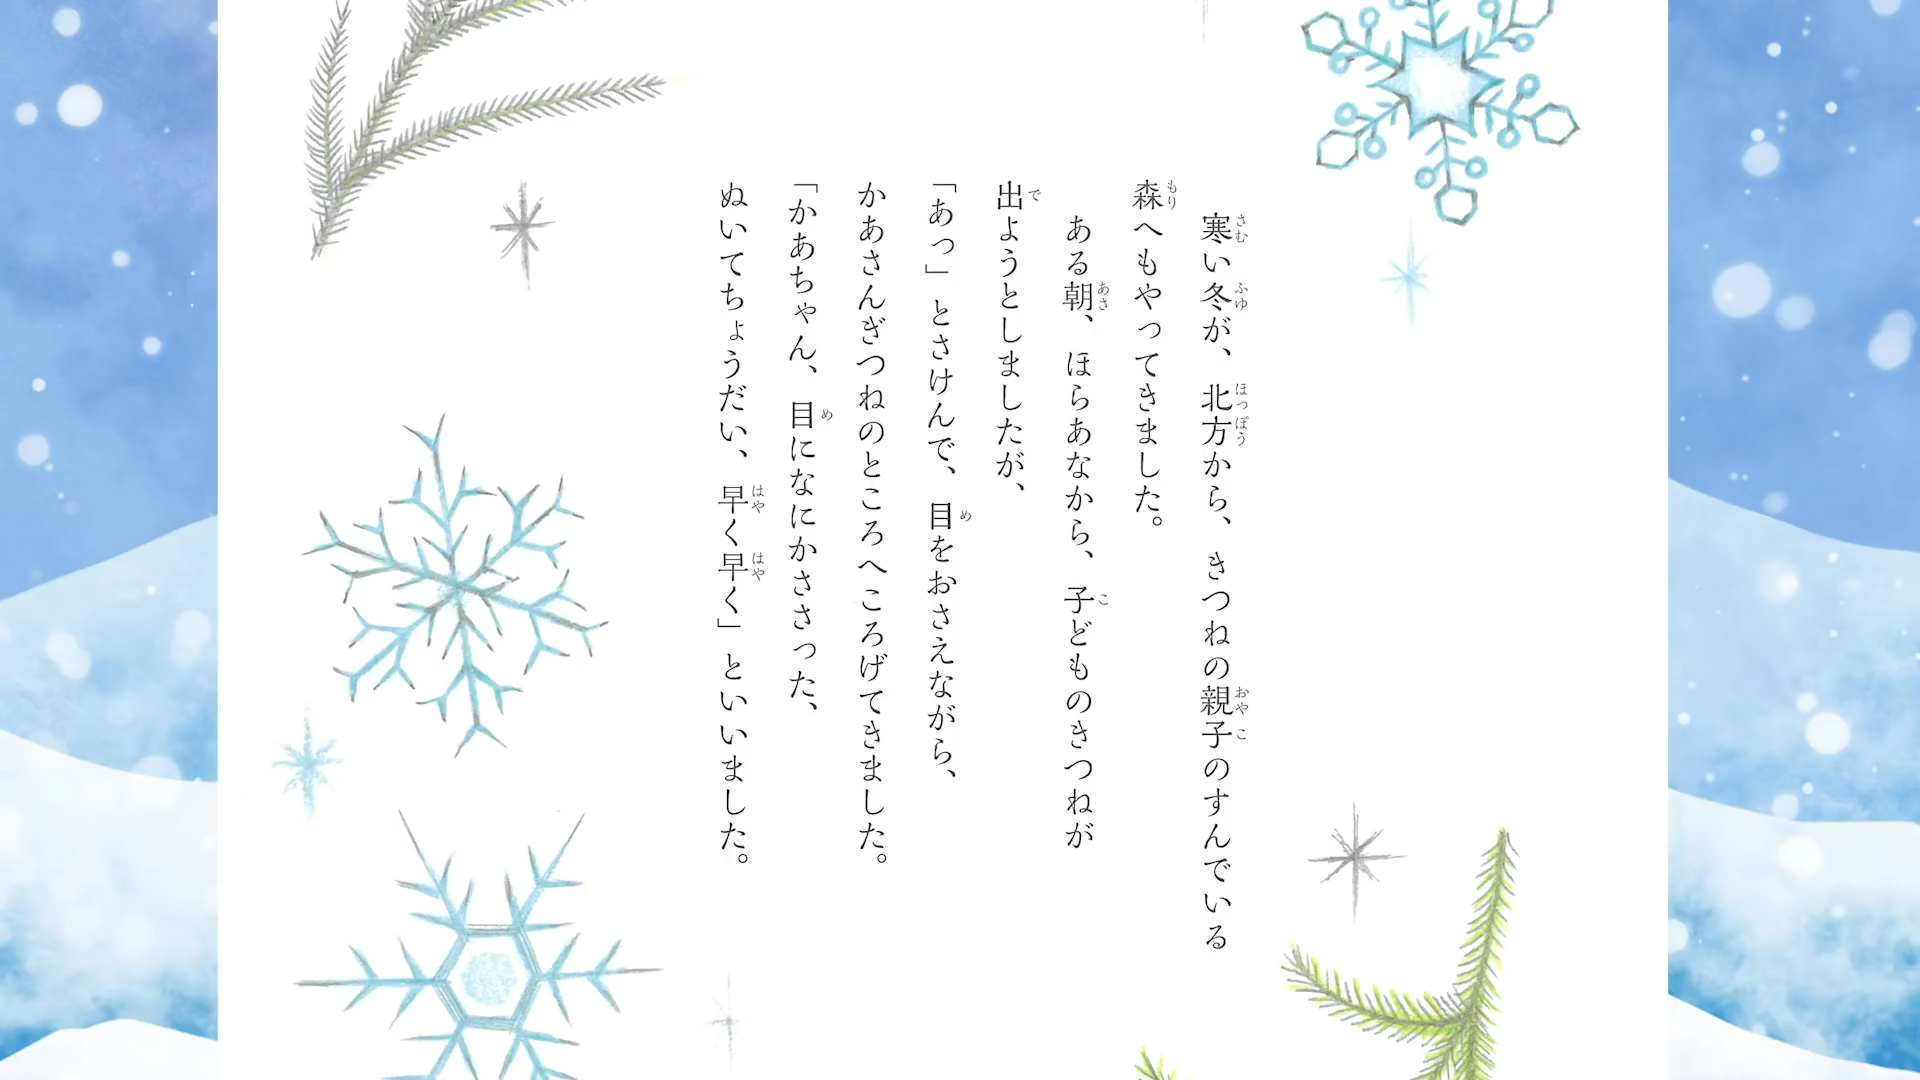 寒い冬が、北方から、きつねの親子のすんでいる
森へもやってきました。
ある朝、ほらあなから、子どものきつねが
出ようとしましたが、
「あっ」とさけんで、目をおさえながら、
かあさんぎつねのところへころげてきました。
「かあちゃん、目になにかささった、
ぬいてちょうだい、早く早く」といいました。